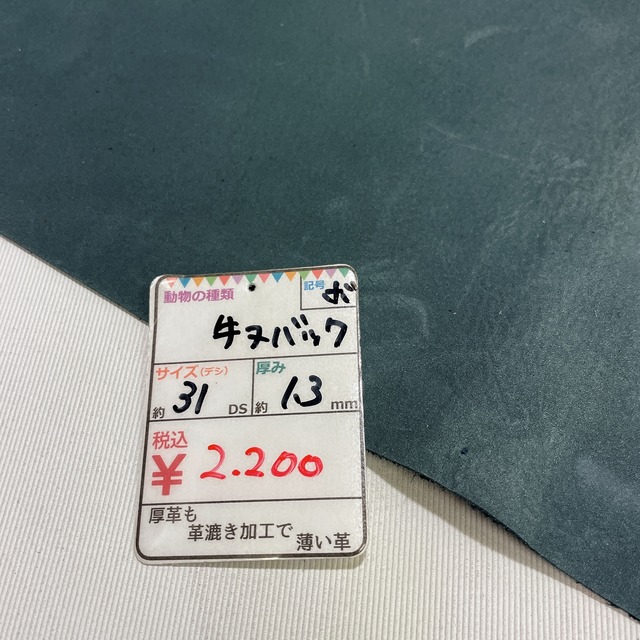 動物の種類
記号 お
牛ヌバック
サイズ(デシ) 厚み
約 31 DS 約 1.3 mm
税込
¥ 2.200
厚革も
革漉き加工で
薄い革